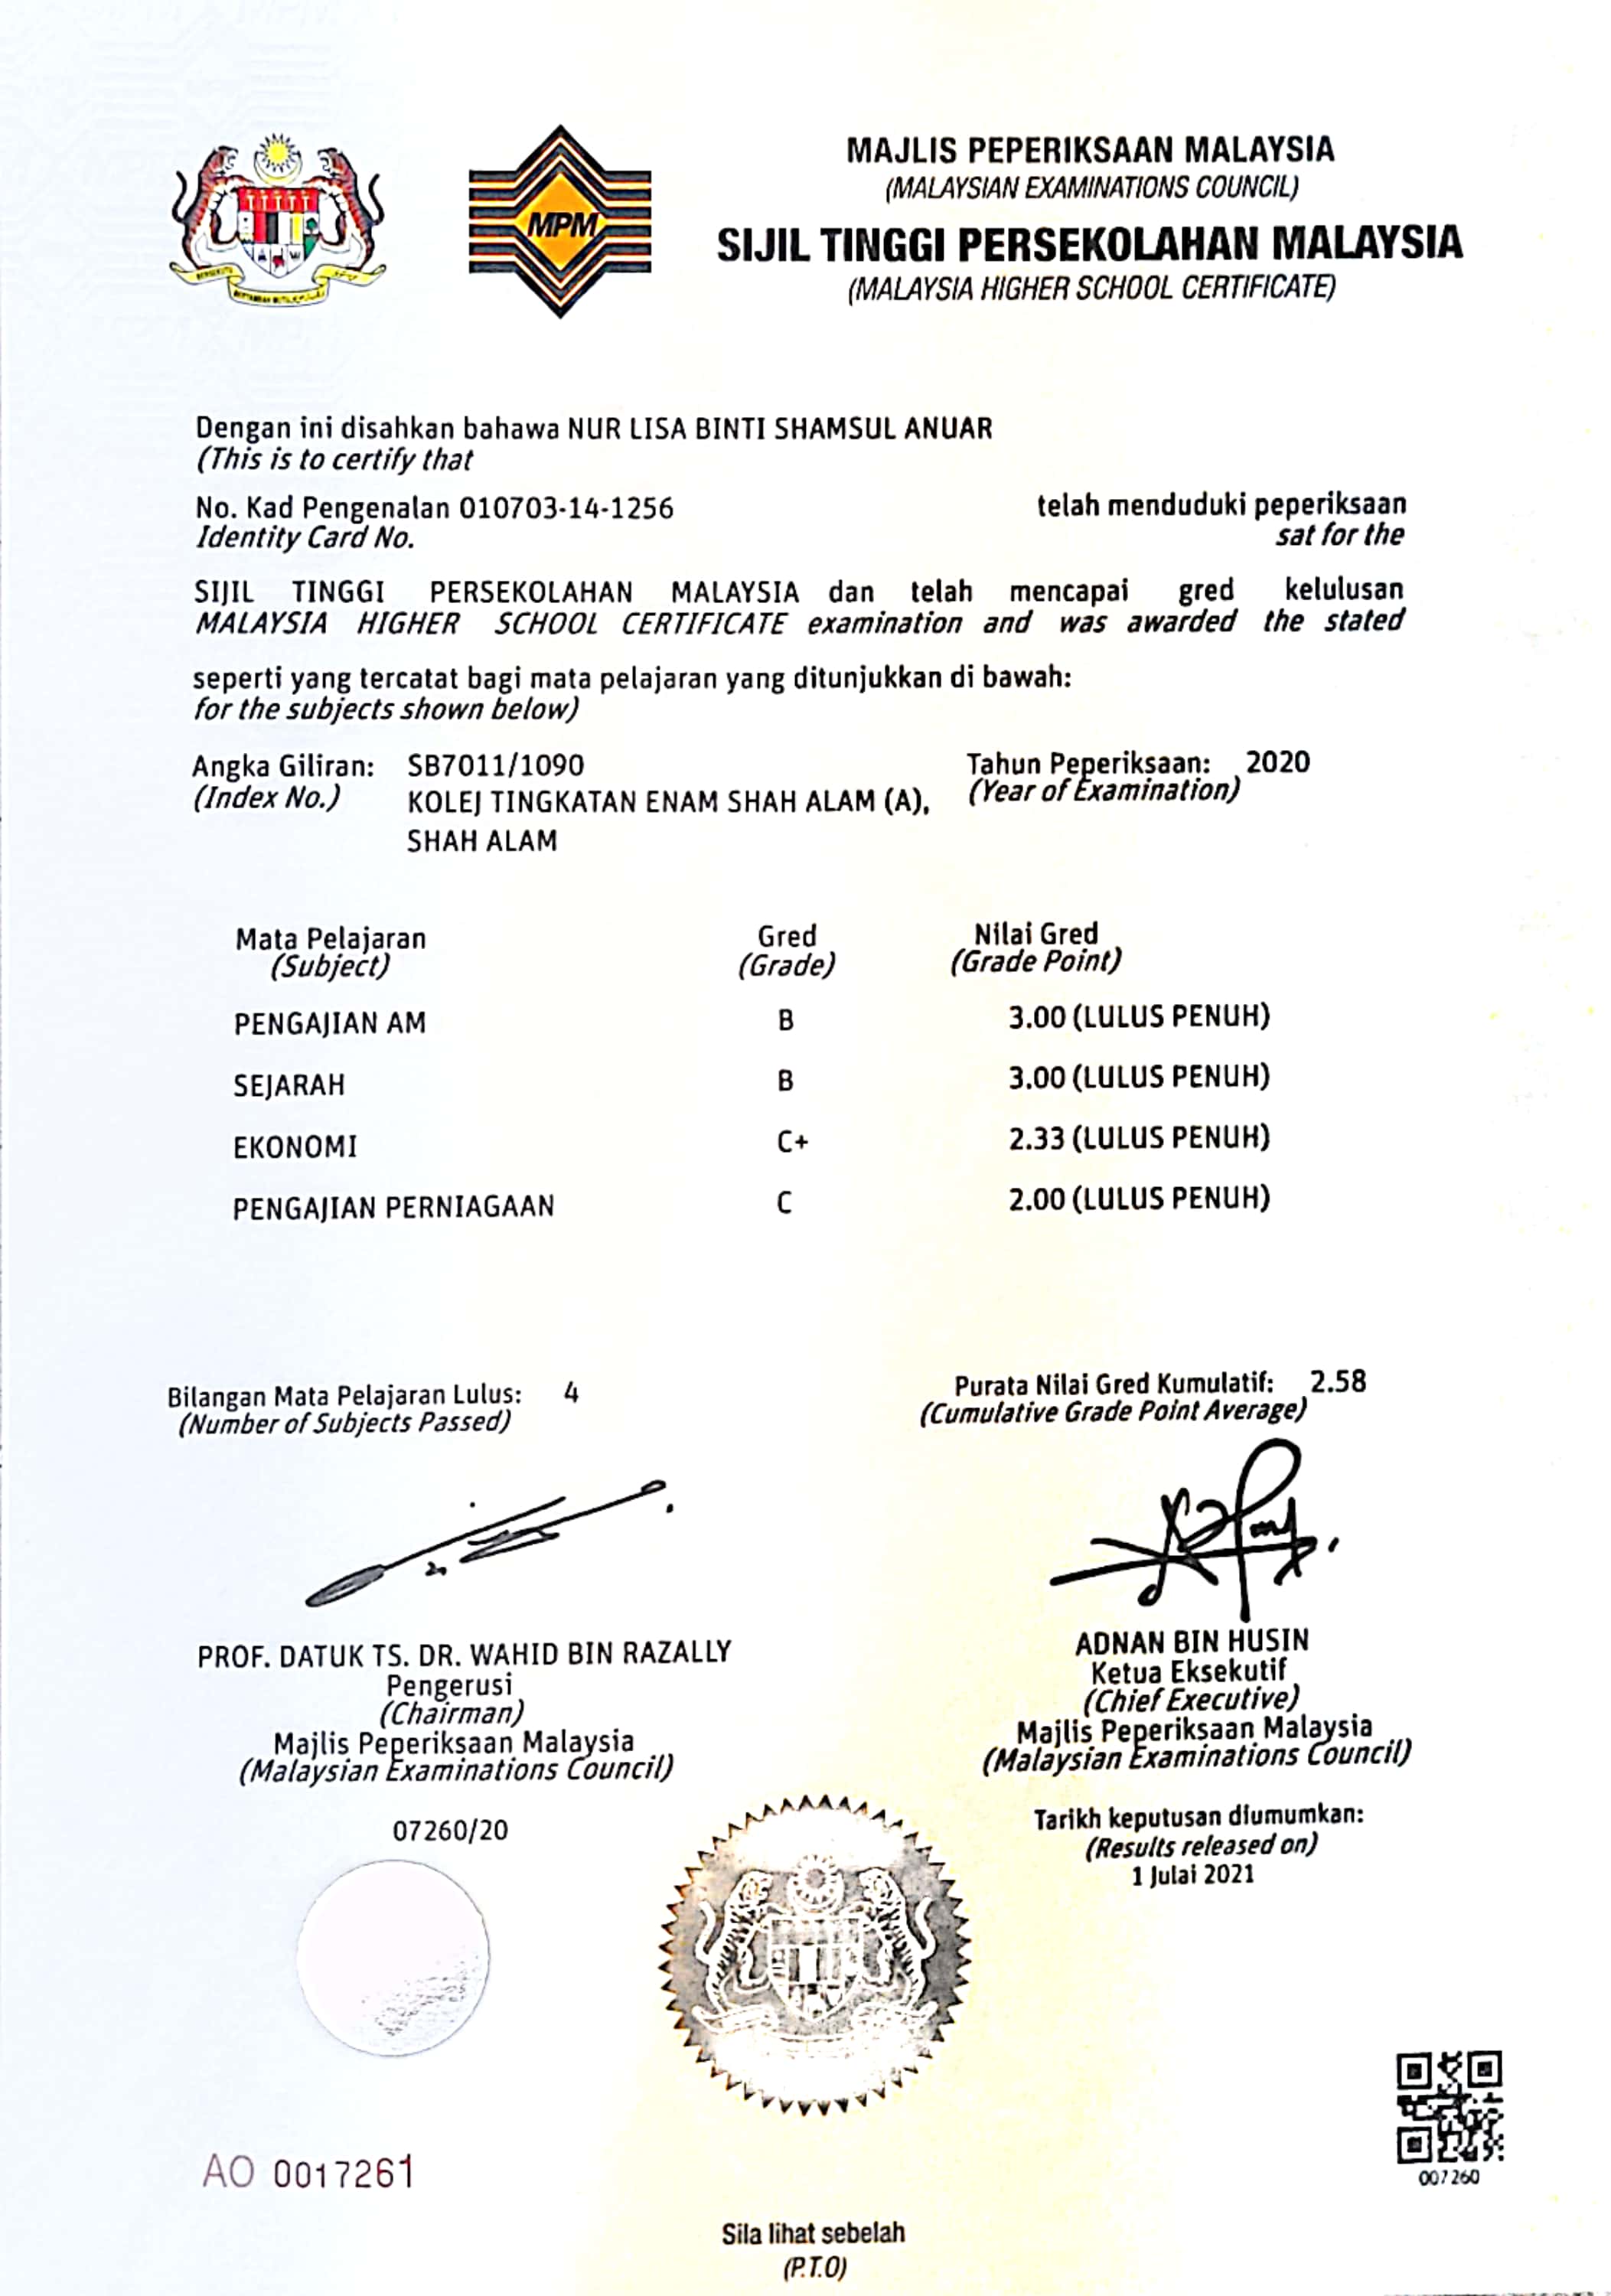 MPM
MAJLIS PEPERIKSAAN MALAYSIA
(MALAYSIAN EXAMINATIONS COUNCIL)
SIJIL TINGGI PERSEKOLAHAN MALAYSIA
(MALAYSIA HIGHER SCHOOL CERTIFICATE)
Dengan ini disahkan bahawa NUR LISA BINTI SHAMSUL ANUAR
(This is to certify that
No. Kad Pengenalan 010703-14-1256 telah menduduki peperiksaan
Identity Card No. sat for the
SIJIL TINGGI PERSEKOLAHAN MALAYSIA dan telah mencapai gred kelulusan
MALAYSIA HIGHER SCHOOL CERTIFICATE examination and was awarded the stated
seperti yang tercatat bagi mata pelajaran yang ditunjukkan di bawah:
for the subjects shown below)
Angka Giliran: SB7011/1090 Tahun Peperiksaan: 2020
(Index No.) KOLEJ TINGKATAN ENAM SHAH ALAM (A), (Year of Examination)
SHAH ALAM
Mata Pelajaran Gred Nilai Gred
(Subject) (Grade) (Grade Point)
PENGAJIAN AM B 3.00 (LULUS PENUH)
SEJARAH B 3.00 (LULUS PENUH)
EKONOMI C+ 2.33 (LULUS PENUH)
PENGAJIAN PERNIAGAAN C 2.00 (LULUS PENUH)
Bilangan Mata Pelajaran Lulus: 4 Purata Nilai Gred Kumulatif: 2.58
(Number of Subjects Passed) (Cumulative Grade Point Average)
PROF. DATUK TS. DR. WAHID BIN RAZALLY
Pengerusi
(Chairman)
Majlis Peperiksaan Malaysia
(Malaysian Examinations Council)
07260/20
ADNAN BIN HUSIN
Ketua Eksekutif
(Chief Executive)
Majlis Peperiksaan Malaysia
(Malaysian Examinations Council)
Tarikh keputusan diumumkan:
(Results released on)
1 Julai 2021
AO 0017261
007260
Sila lihat sebelah
(P.T.O)